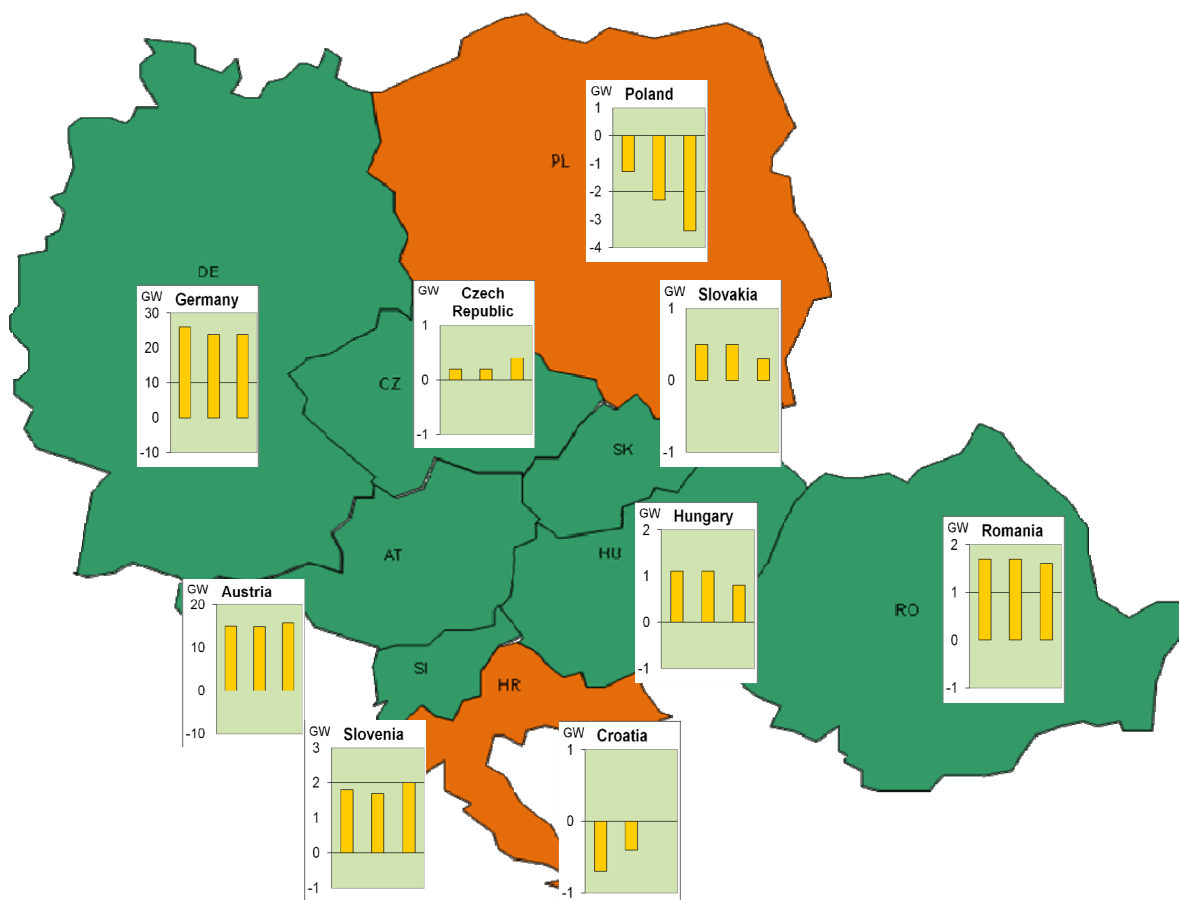 GW Poland
1
0
-1
-2
-3
-4
PL
DE
GW Germany
30
20
10
0
-10
GW Czech
Republic
1
0
-1
GW Slovakia
1
0
-1
CZ
SK
GW Hungary
2
1
0
-1
HU
AT
GW Romania
2
1
0
-1
RO
GW Austria
20
10
0
-10
SI
HR
GW Slovenia
3
2
1
0
-1
GW Croatia
1
0
-1